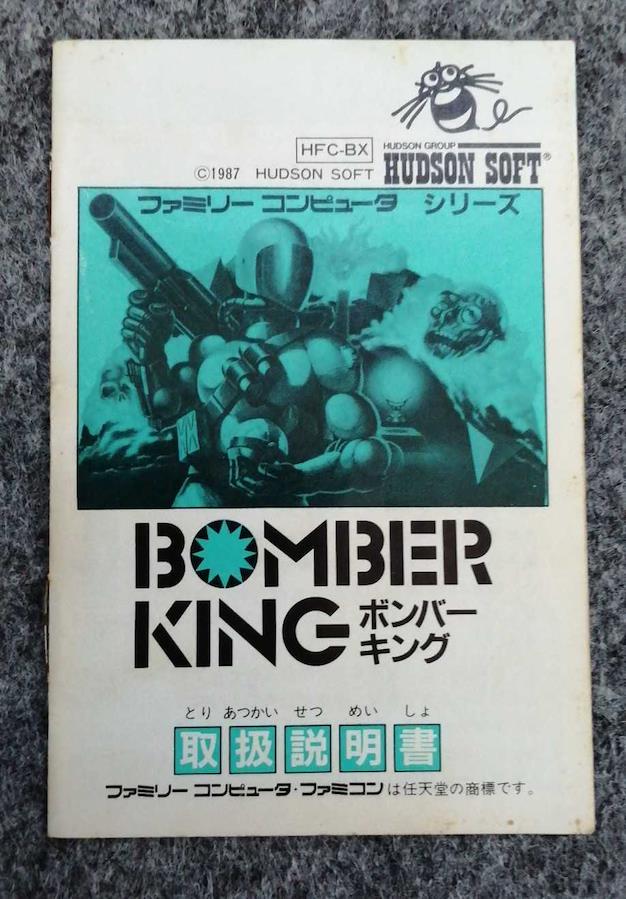 HFC-BX
HUDSON GROUP
©1987 HUDSON SOFT
HUDSON SOFT®
ファミリー コンピュータ シリーズ
BOMBER
KING
ボンバー
キング
とり あつかい せつ めい しょ
取扱説明書
ファミリー コンピュータ・ファミコンは任天堂の商標です。